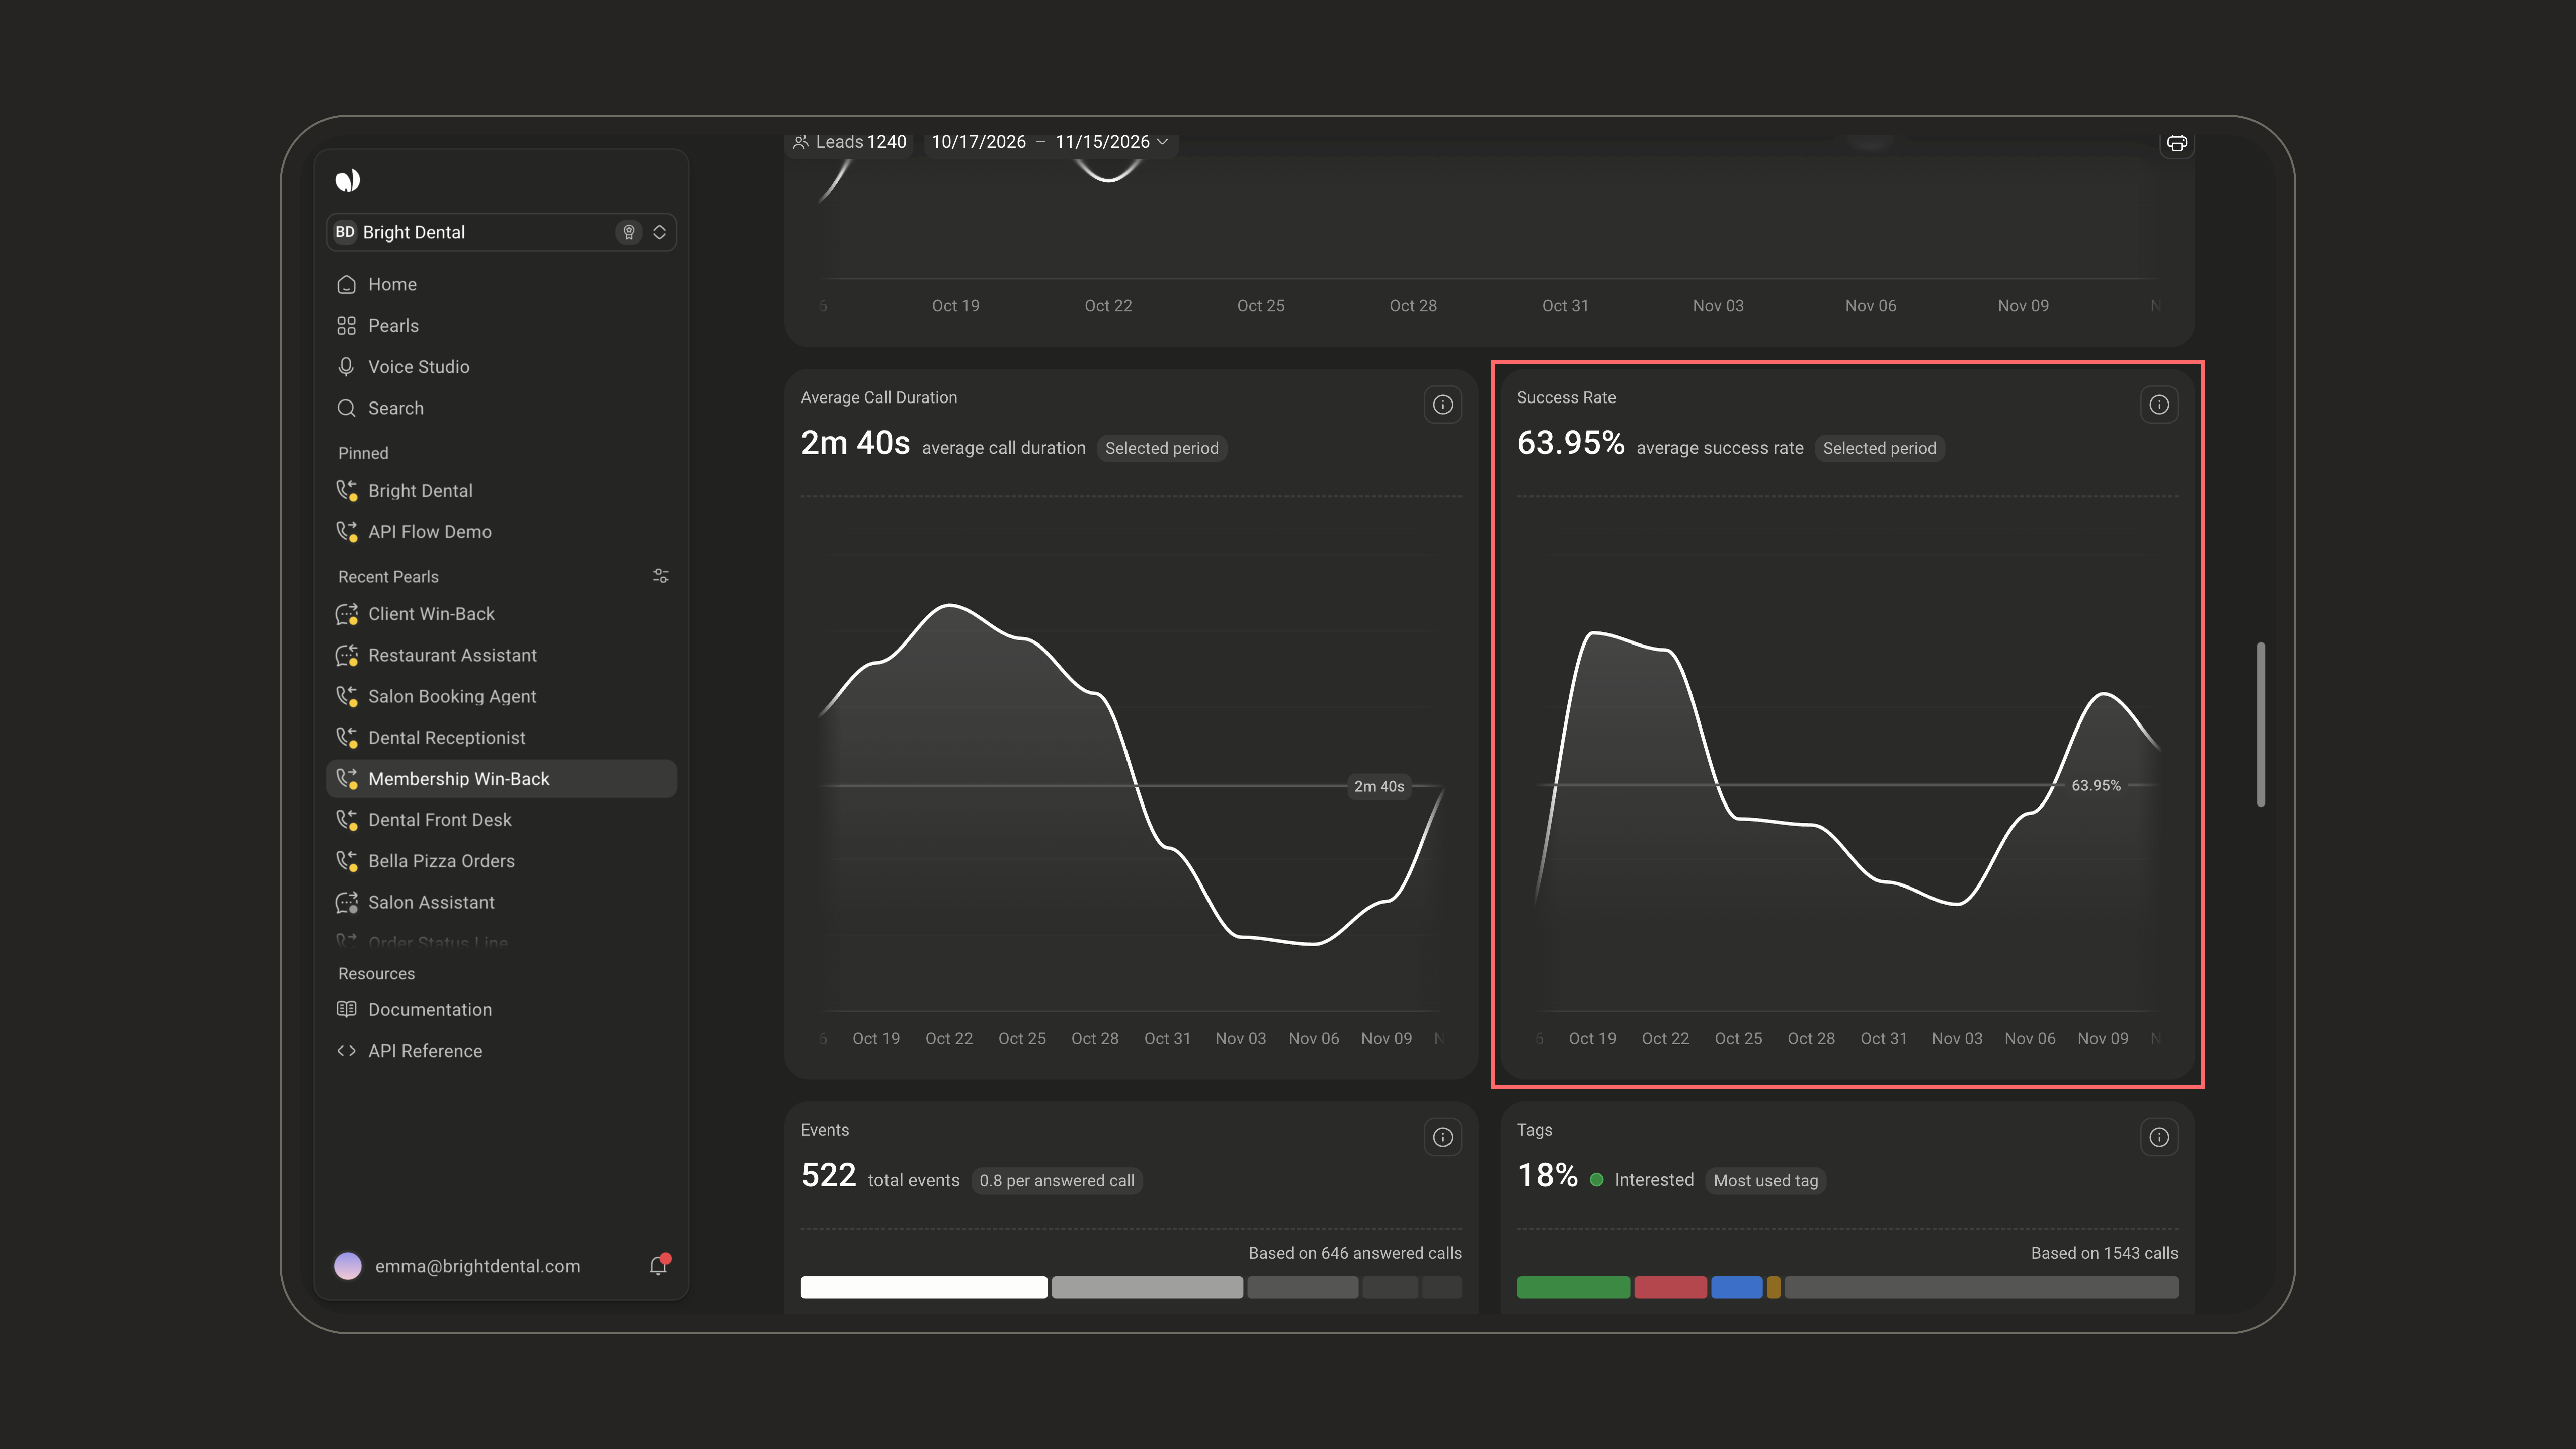 Leads 1240
10/17/2026 – 11/15/2026
BD Bright Dental
Home
Pearls
Voice Studio
Search
Pinned
Bright Dental
API Flow Demo
Recent Pearls
Client Win-Back
Restaurant Assistant
Salon Booking Agent
Dental Receptionist
Membership Win-Back
Dental Front Desk
Bella Pizza Orders
Salon Assistant
Order Status Line
Resources
Documentation
API Reference
emma@brightdental.com
6 Oct 19 Oct 22 Oct 25 Oct 28 Oct 31 Nov 03 Nov 06 Nov 09 N
Average Call Duration
2m 40s average call duration Selected period
2m 40s
6 Oct 19 Oct 22 Oct 25 Oct 28 Oct 31 Nov 03 Nov 06 Nov 09 N
Success Rate
63.95% average success rate Selected period
63.95%
6 Oct 19 Oct 22 Oct 25 Oct 28 Oct 31 Nov 03 Nov 06 Nov 09 N
Events
522 total events 0.8 per answered call
Based on 646 answered calls
Tags
18% Interested Most used tag
Based on 1543 calls